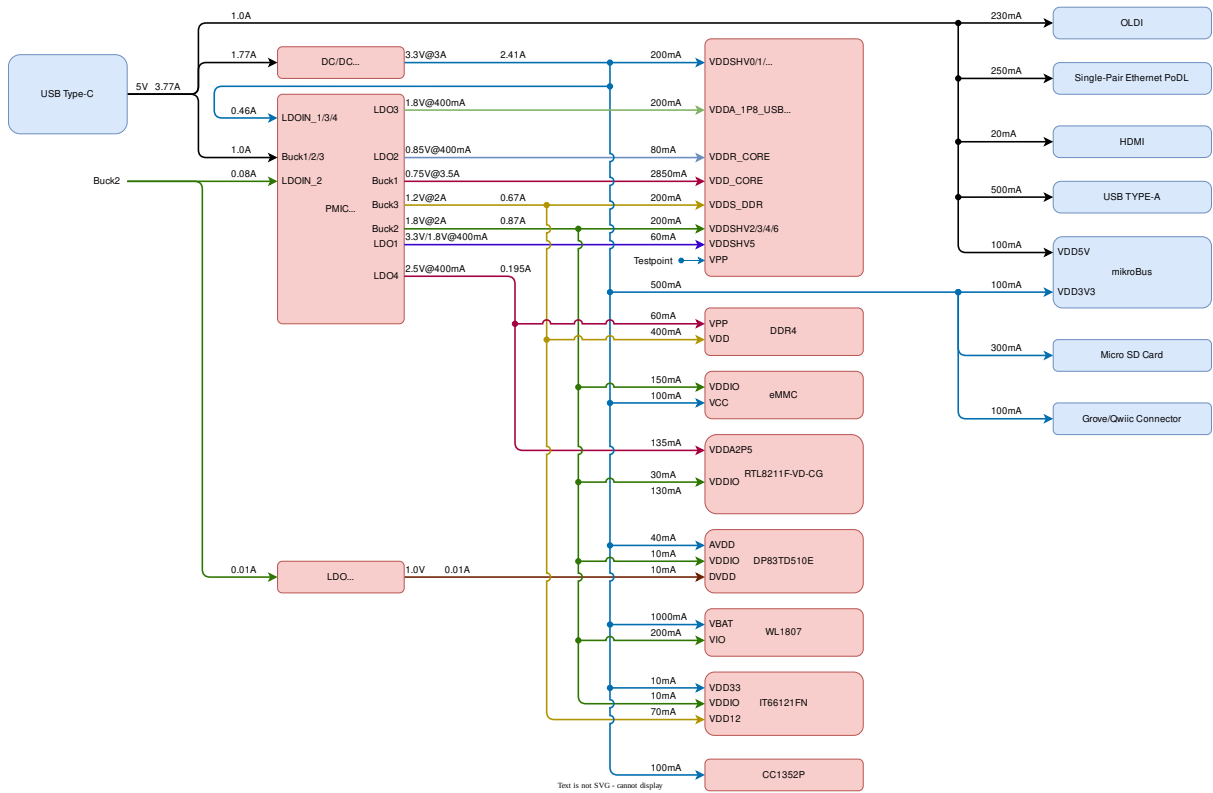 1.0A
230mA
OLDI
1.77A
DC/DC...
3.3V@3A
2.41A
200mA
VDDSHV0/1/...
250mA
Single-Pair Ethernet PoDL
USB Type-C
5V 3.77A
0.46A
LDOIN_1/3/4
LDO3
1.8V@400mA
200mA
VDDA_1P8_USB...
20mA
HDMI
1.0A
Buck1/2/3
LDO2
0.85V@400mA
80mA
VDDR_CORE
Buck2
0.08A
LDOIN_2
Buck1
0.75V@3.5A
2850mA
VDD_CORE
500mA
USB TYPE-A
PMIC...
Buck3
1.2V@2A
0.67A
200mA
VDDS_DDR
Buck2
1.8V@2A
0.87A
200mA
VDDSHV2/3/4/6
LDO1
3.3V/1.8V@400mA
60mA
VDDSHV5
100mA
VDD5V
Testpoint
VPP
mikroBus
LDO4
2.5V@400mA
0.195A
500mA
100mA
VDD3V3
60mA
VPP
DDR4
400mA
VDD
300mA
Micro SD Card
150mA
VDDIO
eMMC
100mA
VCC
100mA
Grove/Qwiic Connector
135mA
VDDA2P5
RTL8211F-VD-CG
30mA
VDDIO
130mA
40mA
AVDD
10mA
VDDIO
DP83TD510E
0.01A
LDO...
1.0V
0.01A
10mA
DVDD
1000mA
VBAT
WL1807
200mA
VIO
10mA
VDD33
10mA
VDDIO
IT66121FN
70mA
VDD12
100mA
CC1352P
Text is not SVG - cannot display